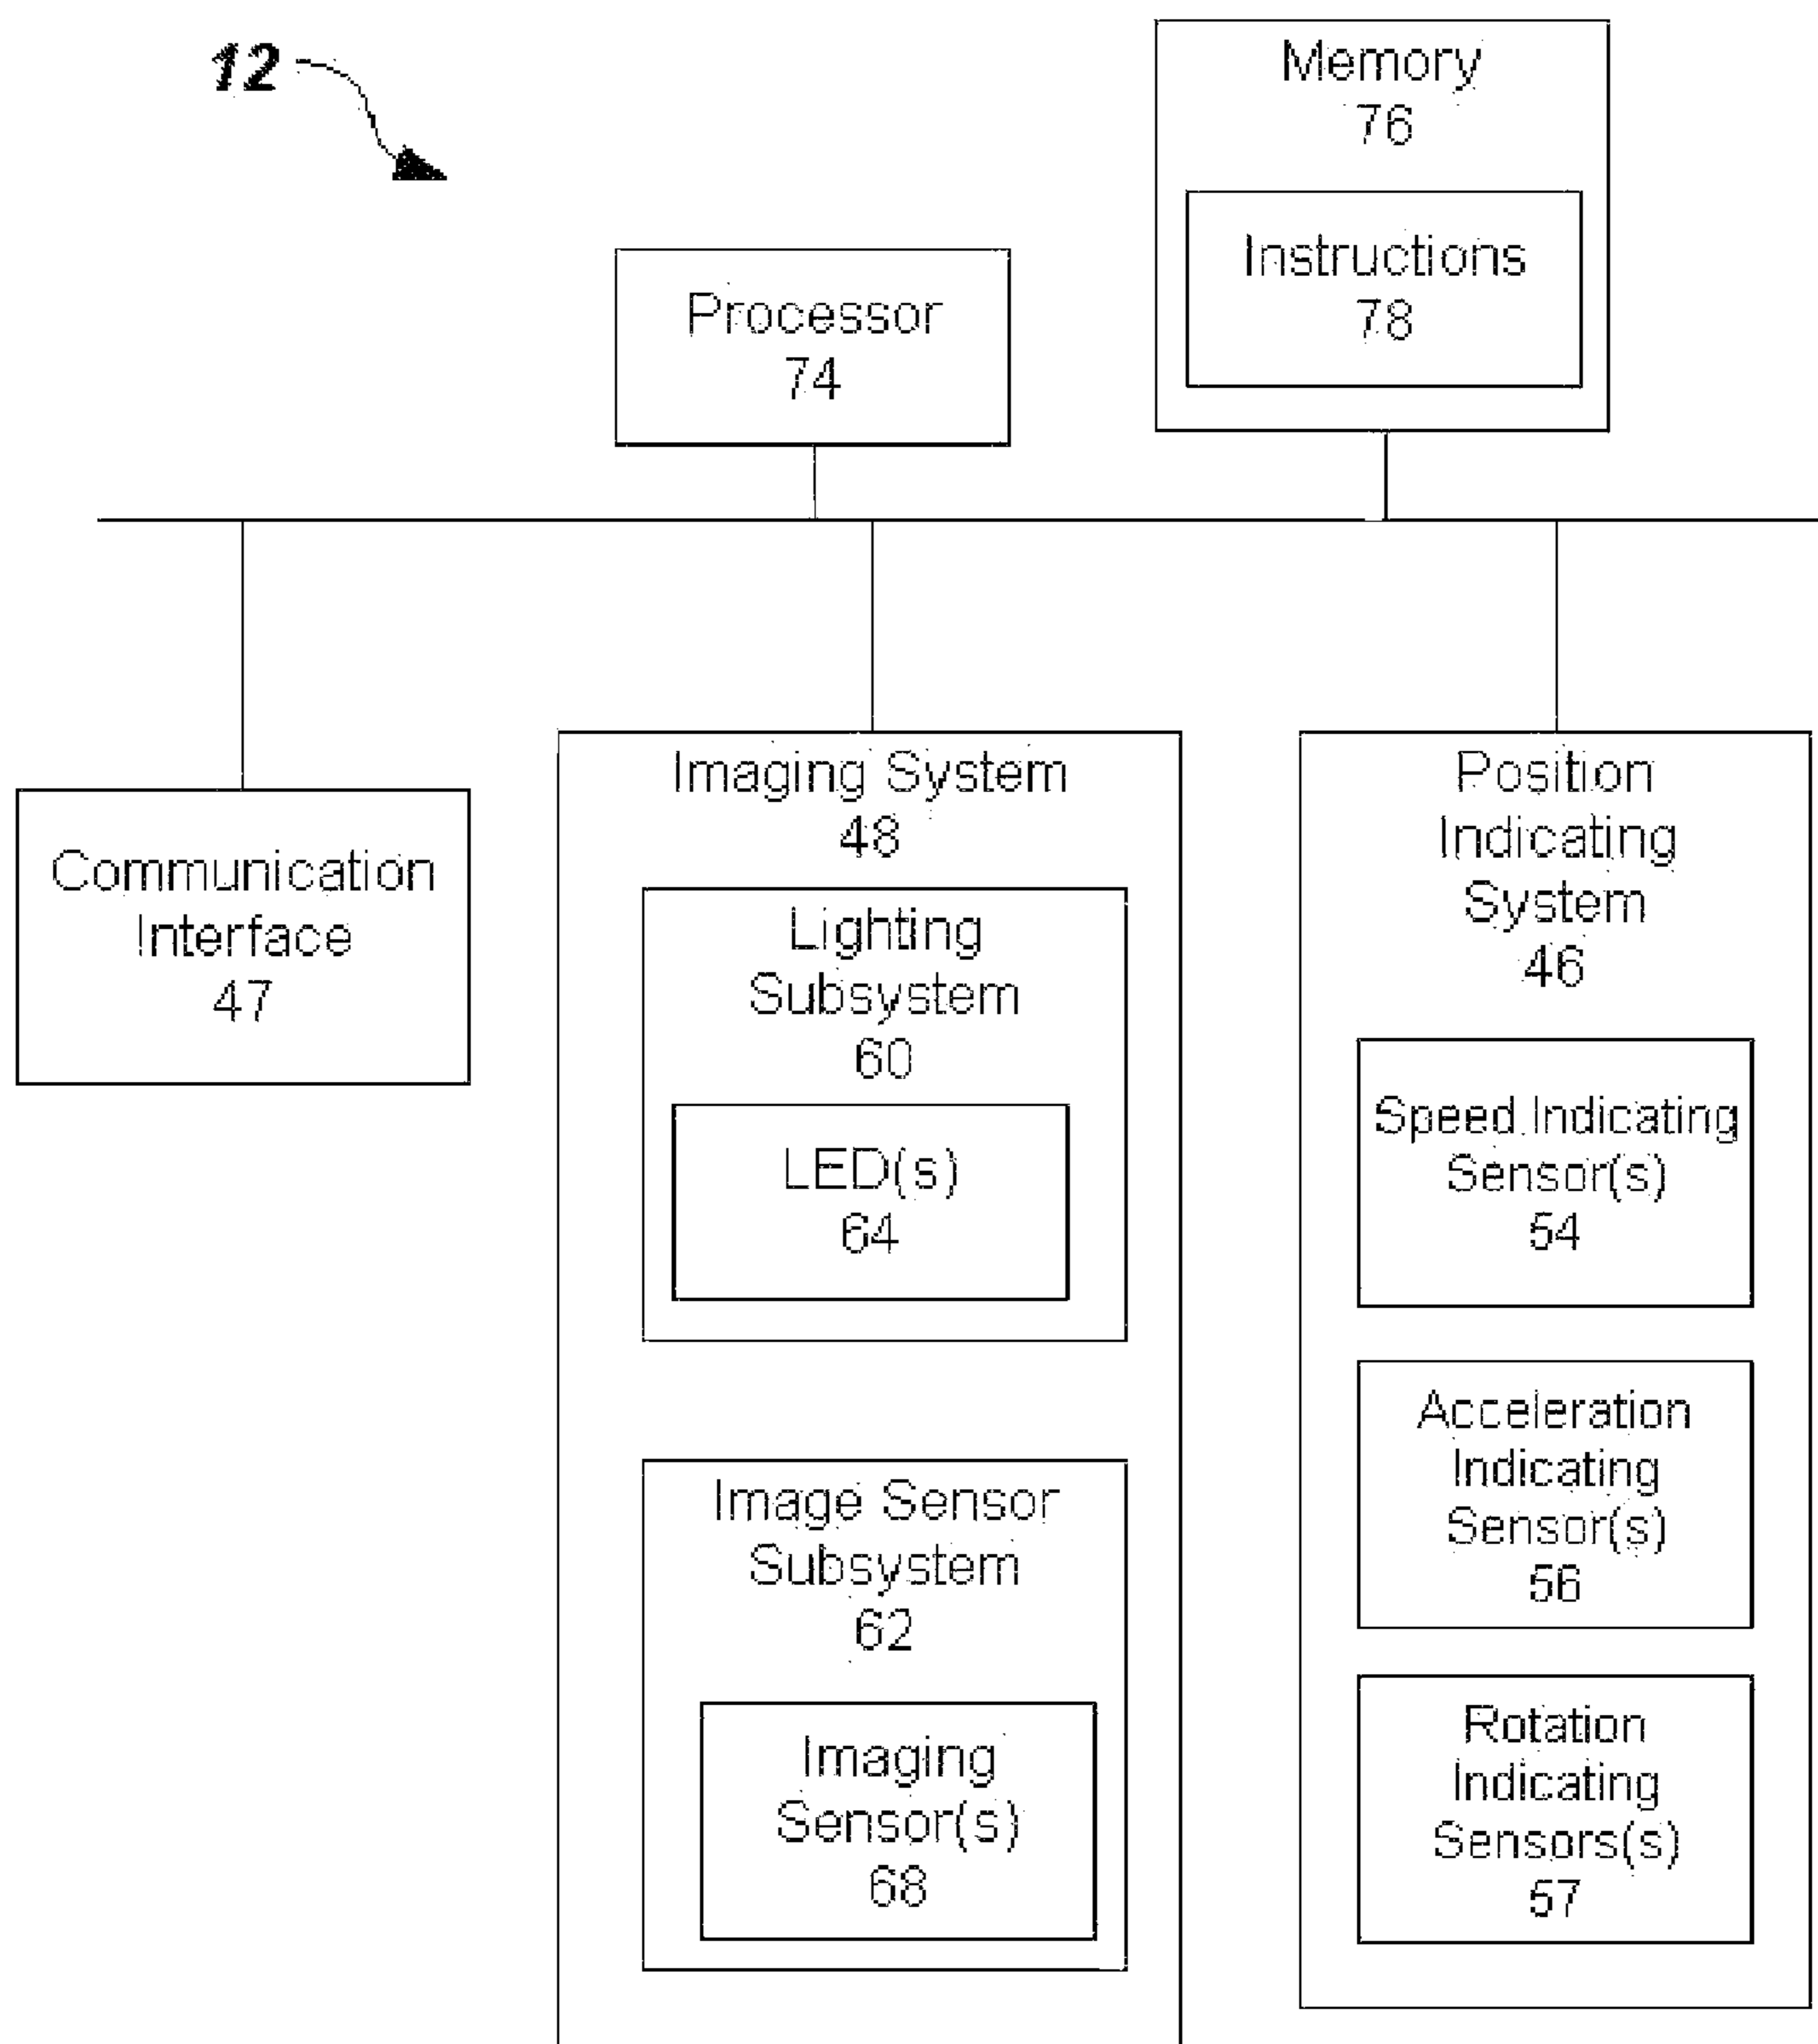 12
Memory
76
Instructions
78
Processor
74
Communication
Interface
47
Imaging System
48
Lighting
Subsystem
60
LED(s)
64
Image Sensor
Subsystem
62
Imaging
Sensor(s)
68
Position
Indicating
System
46
Speed Indicating
Sensor(s)
54
Acceleration
Indicating
Sensor(s)
56
Rotation
Indicating
Sensors(s)
57